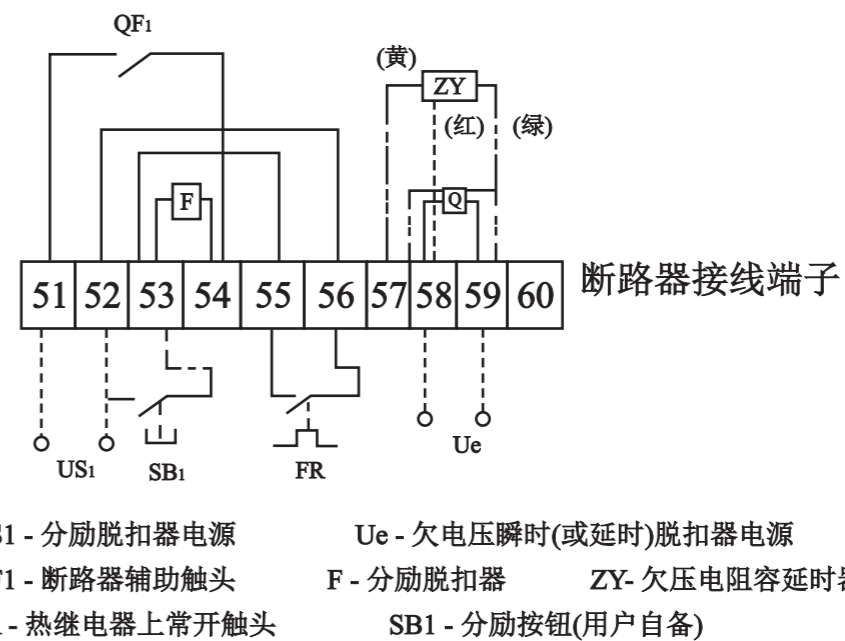 QF1
(黄)
ZY
(红)
(绿)
F
Q
51 52 53 54 55 56 57 58 59 60
断路器接线端子
US1
SB1
FR
Ue
1 - 分励脱扣器电源 Ue - 欠电压瞬时(或延时)脱扣器电源
1 - 断路器辅助触头 F - 分励脱扣器 ZY- 欠压电阻容延时
- 热继电器上常开触头 SB1 - 分励按钮(用户自备)